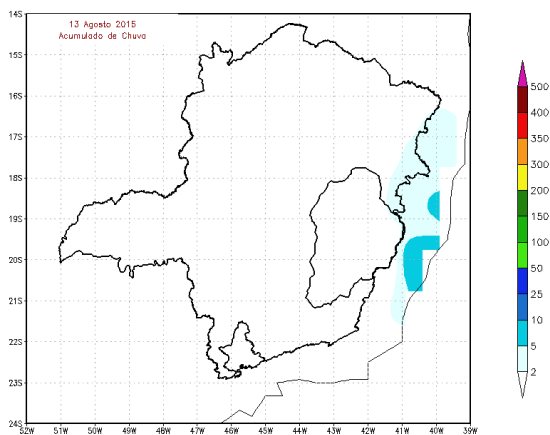 13 Agosto 2015
Acumulado de Chuva
14S
15S
16S
17S
18S
19S
20S
21S
22S
23S
24S
52W 51W 50W 49W 48W 47W 46W 45W 44W 43W 42W 41W 40W 39W
500
400
350
300
200
150
100
50
25
10
5
2